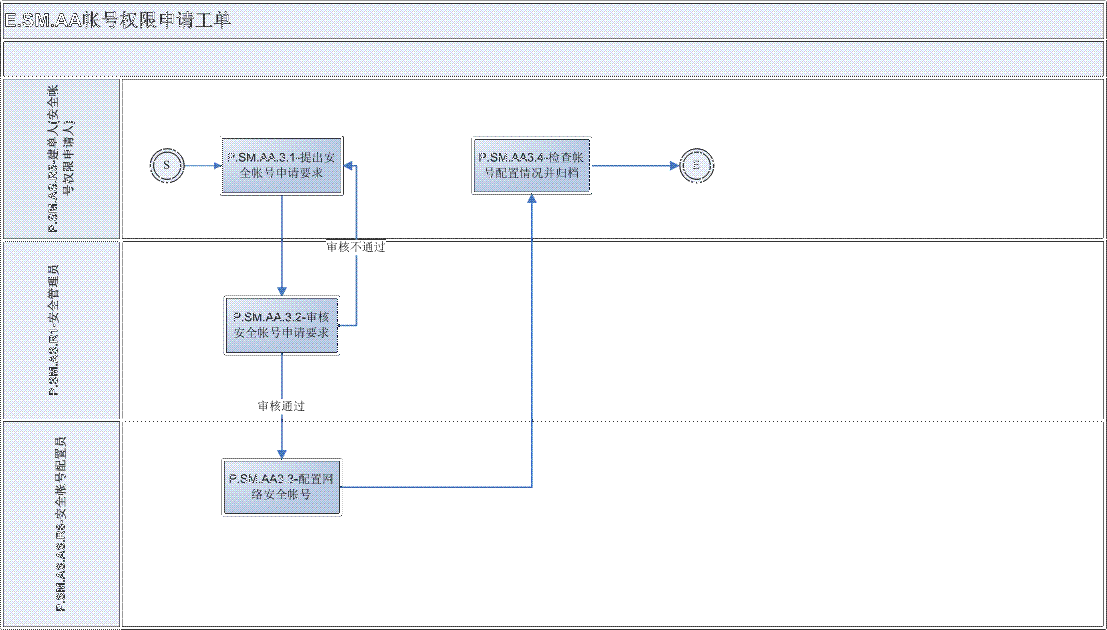 E.SM.AA帐号权限申请工单
P.SM.AS.R3-建单人(安全帐
号权限申请人)
S
P.SM.AA.3.1-提出安
全帐号申请要求
P.SM.AA3.4-检查帐
号配置情况并归档
E
审核不通过
P.SM.AS.R1-安全管理员
P.SM.AA.3.2-审核
安全帐号申请要求
审核通过
P.SM.AS.AS.R5-安全帐号配置员
P.SM.AA3.3-配置网
络安全帐号